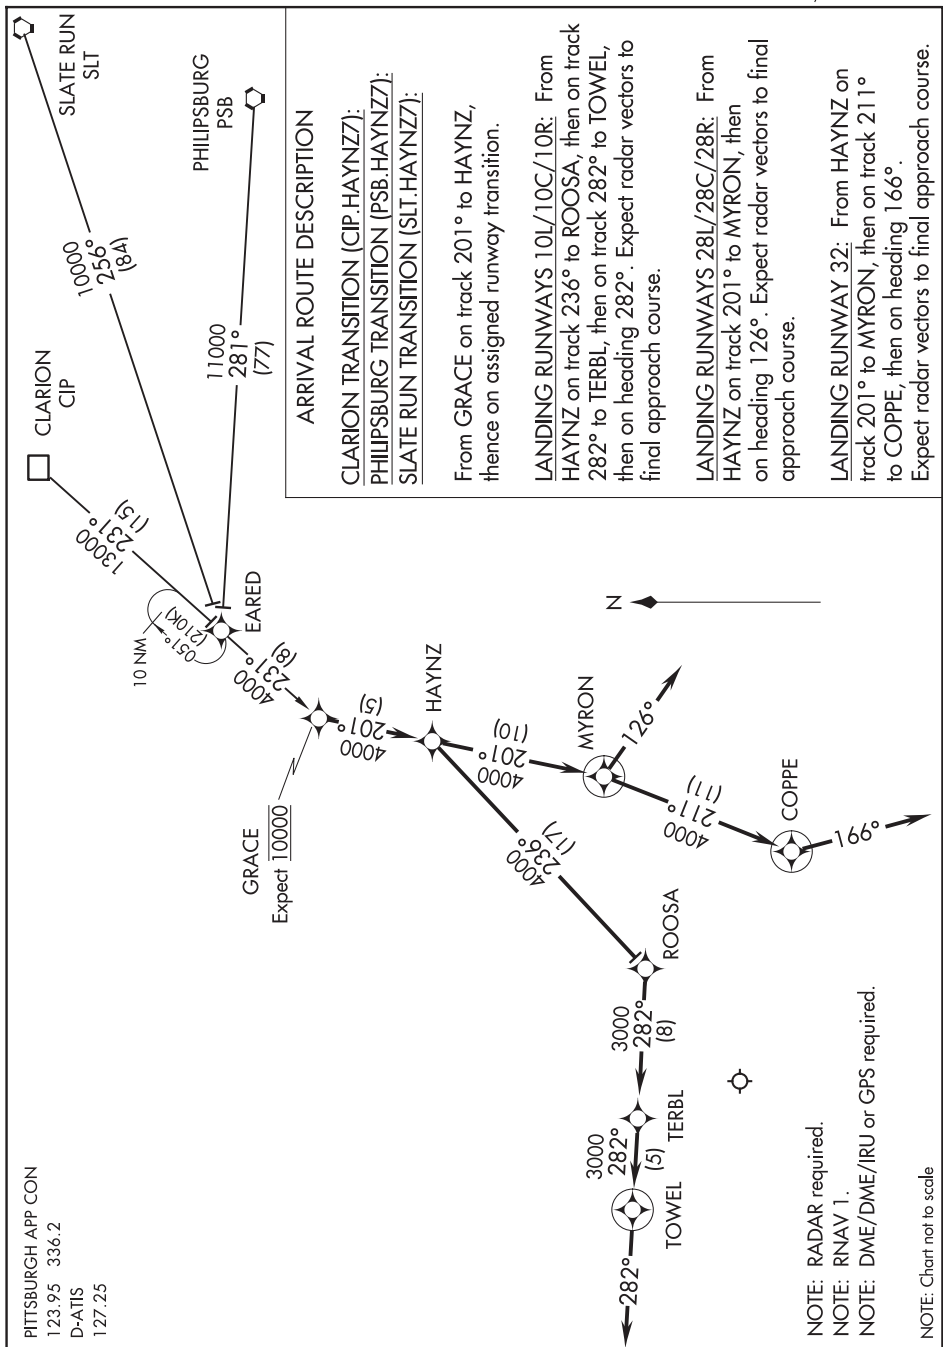 PITTSBURGH APP CON
123.95 336.2
D-ATIS
127.25
SLATE RUN
SLT
PHILIPSBURG
PSB
CLARION
CIP
10000
256°
(84)
11000
281°
(77)
13000
231°
(15)
10 NM
051°
(210K)
EARED
4000
231°
(8)
GRACE
Expect 10000
4000
201°
(5)
HAYNZ
4000
201°
(10)
MYRON
126°
4000
211°
(11)
COPPE
166°
4000
236°
(17)
ROOSA
3000
282°
(8)
TERBL
3000
282°
(5)
TOWEL
282°
N
ARRIVAL ROUTE DESCRIPTION
CLARION TRANSITION (CIP.HAYNZ7):
PHILIPSBURG TRANSITION (PSB.HAYNZ7):
SLATE RUN TRANSITION (SLT.HAYNZ7):
From GRACE on track 201° to HAYNZ,
thence on assigned runway transition.
LANDING RUNWAYS 10L/10C/10R: From
HAYNZ on track 236° to ROOSA, then on track
282° to TERBL, then on track 282° to TOWEL,
then on heading 282°. Expect radar vectors to
final approach course.
LANDING RUNWAYS 28L/28C/28R: From
HAYNZ on track 201° to MYRON, then
on heading 126°. Expect radar vectors to final
approach course.
LANDING RUNWAY 32: From HAYNZ on
track 201° to MYRON, then on track 211°
to COPPE, then on heading 166°.
Expect radar vectors to final approach course.
NOTE: RADAR required.
NOTE: RNAV 1.
NOTE: DME/DME/IRU or GPS required.
NOTE: Chart not to scale